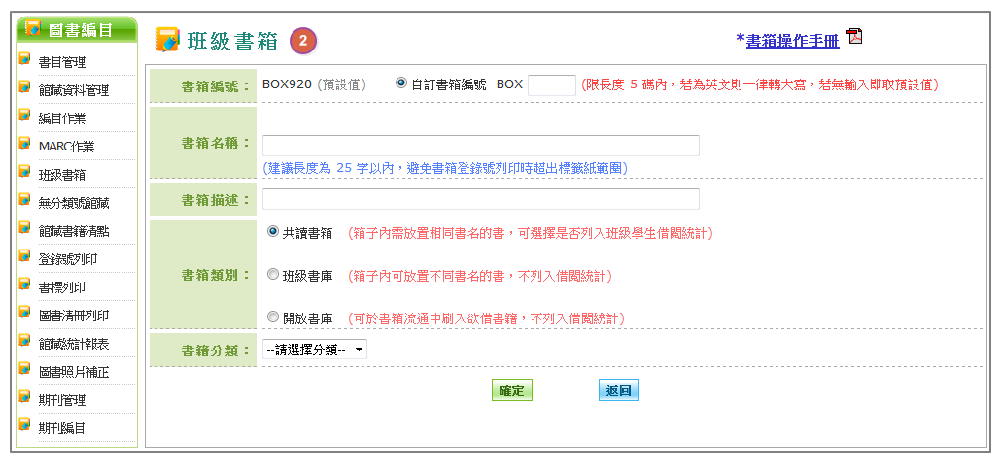 圖書編目
書目管理
館藏資料管理
編目作業
MARC作業
班級書箱
無分類號館藏
館藏書籍清點
登錄號列印
書標列印
圖書清冊列印
館藏統計報表
圖書照片補正
期刊管理
期刊編目
班級書箱 2
*書箱操作手冊
書箱編號： BOX920 (預設值) 自訂書箱編號 BOX (限長度 5 碼內，若為英文則一律轉大寫，若無輸入即取預設值)
書箱名稱：
(建議長度為 25 字以內，避免書箱登錄號列印時超出標籤紙範圍)
書箱描述：
書箱類別：
共讀書箱 (箱子內需放置相同書名的書，可選擇是否列入班級學生借閱統計)
班級書庫 (箱子內可放置不同書名的書，不列入借閱統計)
開放書庫 (可於書箱流通中刷入欲借書籍，不列入借閱統計)
書籍分類： --請選擇分類--
確定 返回